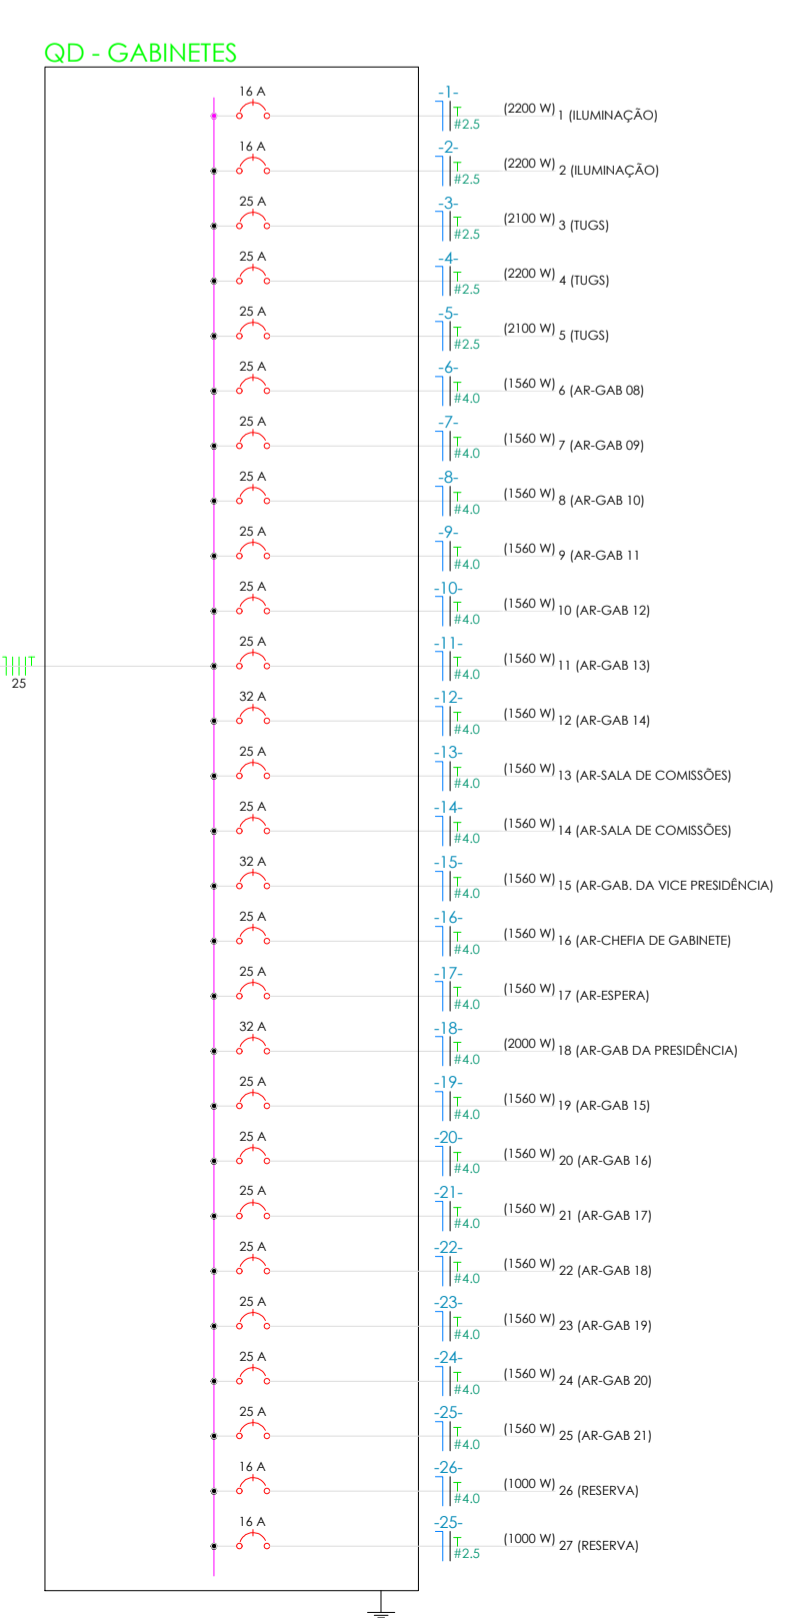 QD - GABINETES
16 A -1- T #2.5 (2200 W) 1 (ILUMINAÇÃO)
16 A -2- T #2.5 (2200 W) 2 (ILUMINAÇÃO)
25 A -3- T #2.5 (2100 W) 3 (TUGS)
25 A -4- T #2.5 (2200 W) 4 (TUGS)
25 A -5- T #2.5 (2100 W) 5 (TUGS)
25 A -6- T #4.0 (1560 W) 6 (AR-GAB 08)
25 A -7- T #4.0 (1560 W) 7 (AR-GAB 09)
25 A -8- T #4.0 (1560 W) 8 (AR-GAB 10)
25 A -9- T #4.0 (1560 W) 9 (AR-GAB 11
25 A -10- T #4.0 (1560 W) 10 (AR-GAB 12)
25 A -11- T #4.0 (1560 W) 11 (AR-GAB 13)
T
25
32 A -12- T #4.0 (1560 W) 12 (AR-GAB 14)
25 A -13- T #4.0 (1560 W) 13 (AR-SALA DE COMISSÕES)
25 A -14- T #4.0 (1560 W) 14 (AR-SALA DE COMISSÕES)
32 A -15- T #4.0 (1560 W) 15 (AR-GAB. DA VICE PRESIDÊNCIA)
25 A -16- T #4.0 (1560 W) 16 (AR-CHEFIA DE GABINETE)
25 A -17- T #4.0 (1560 W) 17 (AR-ESPERA)
32 A -18- T #4.0 (2000 W) 18 (AR-GAB DA PRESIDÊNCIA)
25 A -19- T #4.0 (1560 W) 19 (AR-GAB 15)
25 A -20- T #4.0 (1560 W) 20 (AR-GAB 16)
25 A -21- T #4.0 (1560 W) 21 (AR-GAB 17)
25 A -22- T #4.0 (1560 W) 22 (AR-GAB 18)
25 A -23- T #4.0 (1560 W) 23 (AR-GAB 19)
25 A -24- T #4.0 (1560 W) 24 (AR-GAB 20)
25 A -25- T #4.0 (1560 W) 25 (AR-GAB 21)
16 A -26- T #4.0 (1000 W) 26 (RESERVA)
16 A -25- T #2.5 (1000 W) 27 (RESERVA)